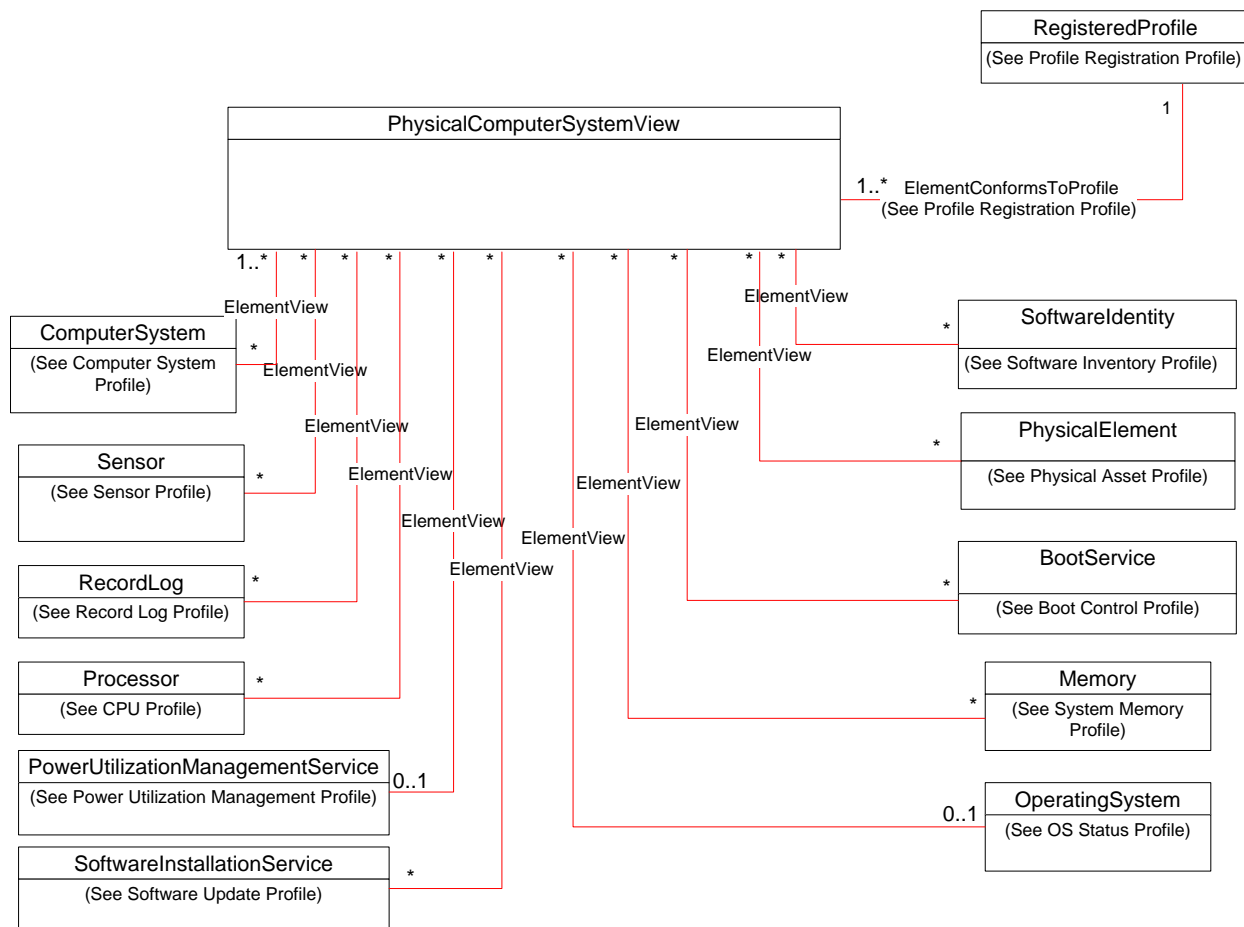 RegisteredProfile
(See Profile Registration Profile)
1
PhysicalComputerSystemView
1..*
ElementConformsToProfile
(See Profile Registration Profile)
1..*
*
*
*
*
*
*
*
*
*
*
ElementView
ElementView
ComputerSystem
(See Computer System
Profile)
*
ElementView
SoftwareIdentity
(See Software Inventory Profile)
*
ElementView
ElementView
PhysicalElement
(See Physical Asset Profile)
*
Sensor
(See Sensor Profile)
*
ElementView
ElementView
ElementView
ElementView
ElementView
RecordLog
(See Record Log Profile)
*
BootService
(See Boot Control Profile)
*
Processor
(See CPU Profile)
*
Memory
(See System Memory
Profile)
*
PowerUtilizationManagementService
(See Power Utilization Management Profile)
0..1
OperatingSystem
(See OS Status Profile)
0..1
SoftwareInstallationService
(See Software Update Profile)
*